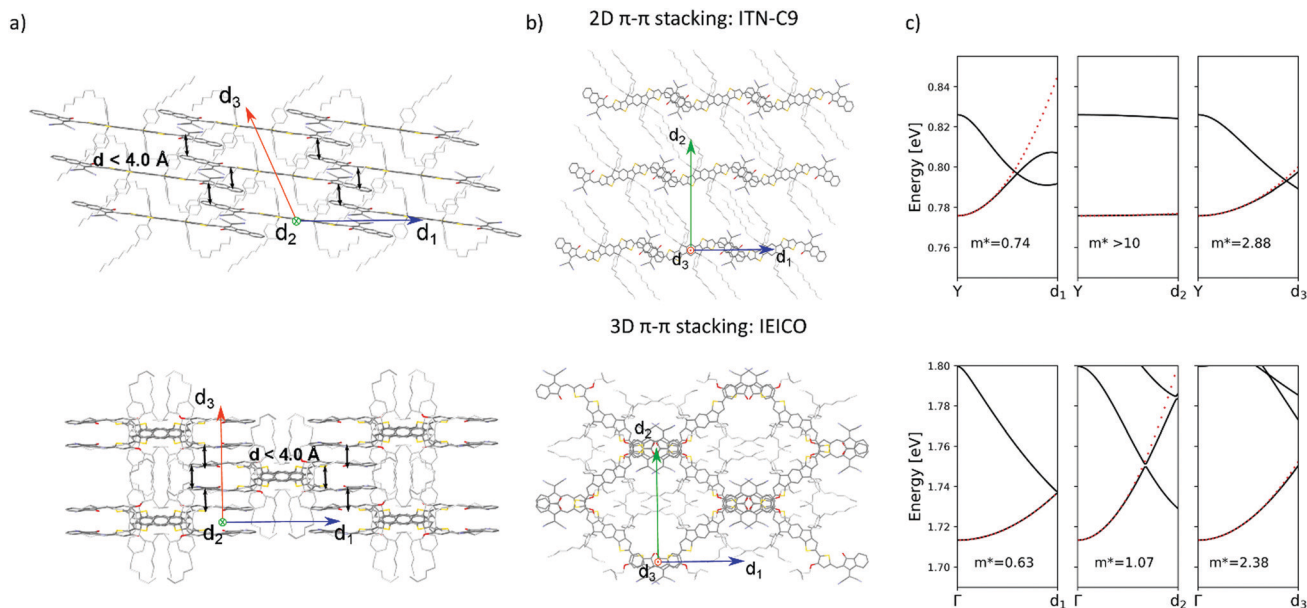 a)
b)
2D π-π stacking: ITN-C9
c)
d3
d < 4.0 Å
d2
d1
d2
d3
d1
Energy [eV]
0.84
0.82
0.80
0.78
0.76
m*=0.74
m* >10
m*=2.88
Y
d1
Y
d2
Y
d3
3D π-π stacking: IEICO
d3
d < 4.0 Å
d2
d1
d2
d3
d1
Energy [eV]
1.80
1.78
1.76
1.74
1.72
1.70
m*=0.63
m*=1.07
m*=2.38
Γ
d1
Γ
d2
Γ
d3